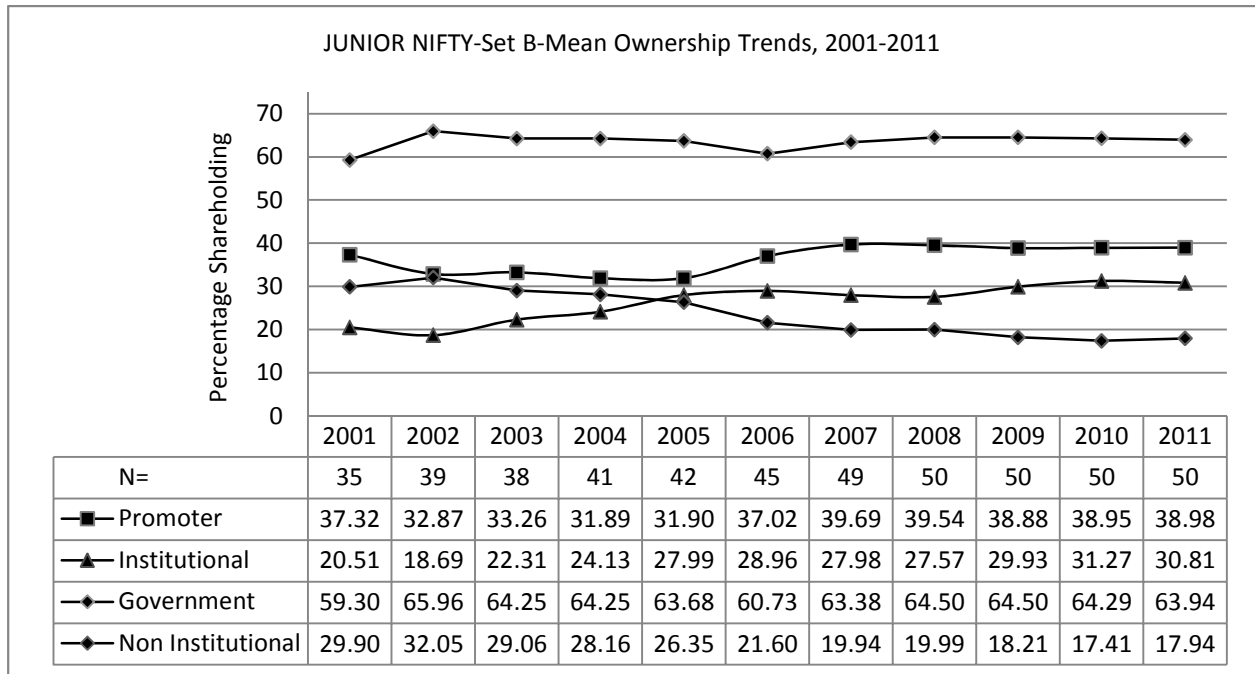 JUNIOR NIFTY-Set B-Mean Ownership Trends, 2001-2011
Percentage Shareholding
70
60
50
40
30
20
10
0
2001 2002 2003 2004 2005 2006 2007 2008 2009 2010 2011
N= 35 39 38 41 42 45 49 50 50 50 50
Promoter 37.32 32.87 33.26 31.89 31.90 37.02 39.69 39.54 38.88 38.95 38.98
Institutional 20.51 18.69 22.31 24.13 27.99 28.96 27.98 27.57 29.93 31.27 30.81
Government 59.30 65.96 64.25 64.25 63.68 60.73 63.38 64.50 64.50 64.29 63.94
Non Institutional 29.90 32.05 29.06 28.16 26.35 21.60 19.94 19.99 18.21 17.41 17.94